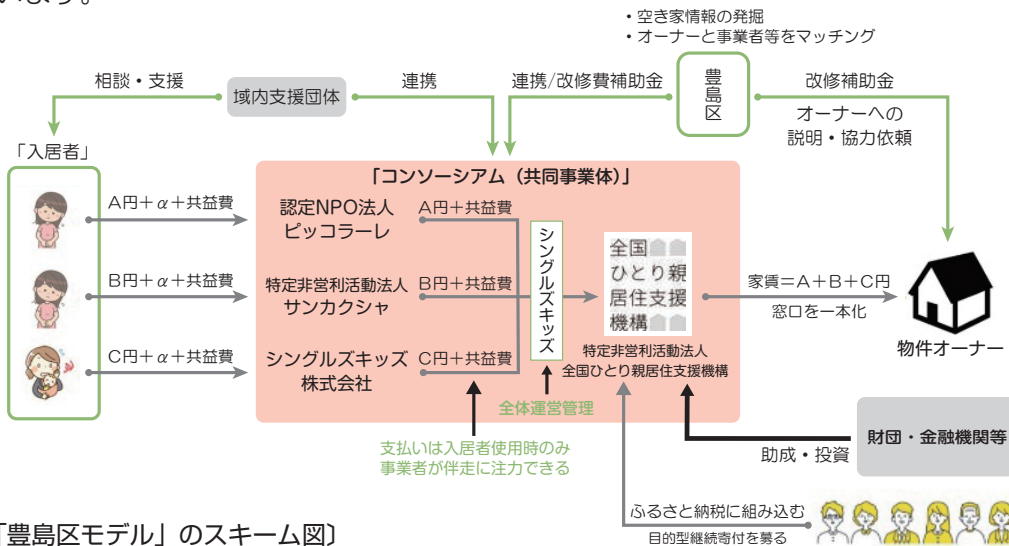 います。
・空き家情報の発掘
・オーナーと事業者等をマッチング
相談・支援
域内支援団体
連携
連携/改修費補助金
豊島区
改修補助金
オーナーへの
説明・協力依頼
「入居者」
「コンソーシアム（共同事業体）」
A円＋α＋共益費
認定NPO法人
ピッコラーレ
A円＋共益費
B円＋α＋共益費
特定非営利活動法人
サンカクシャ
B円＋共益費
C円＋α＋共益費
シングルズキッズ
株式会社
C円＋共益費
シングルズキッズ
全国
ひとり親
居住支援
機構
特定非営利活動法人
全国ひとり親居住支援機構
家賃＝A＋B＋C円
窓口を一本化
物件オーナー
全体運営管理
支払いは入居者使用時のみ
事業者が伴走に注力できる
財団・金融機関等
助成・投資
ふるさと納税に組み込む
目的型継続寄付を募る
「豊島区モデル」のスキーム図〕